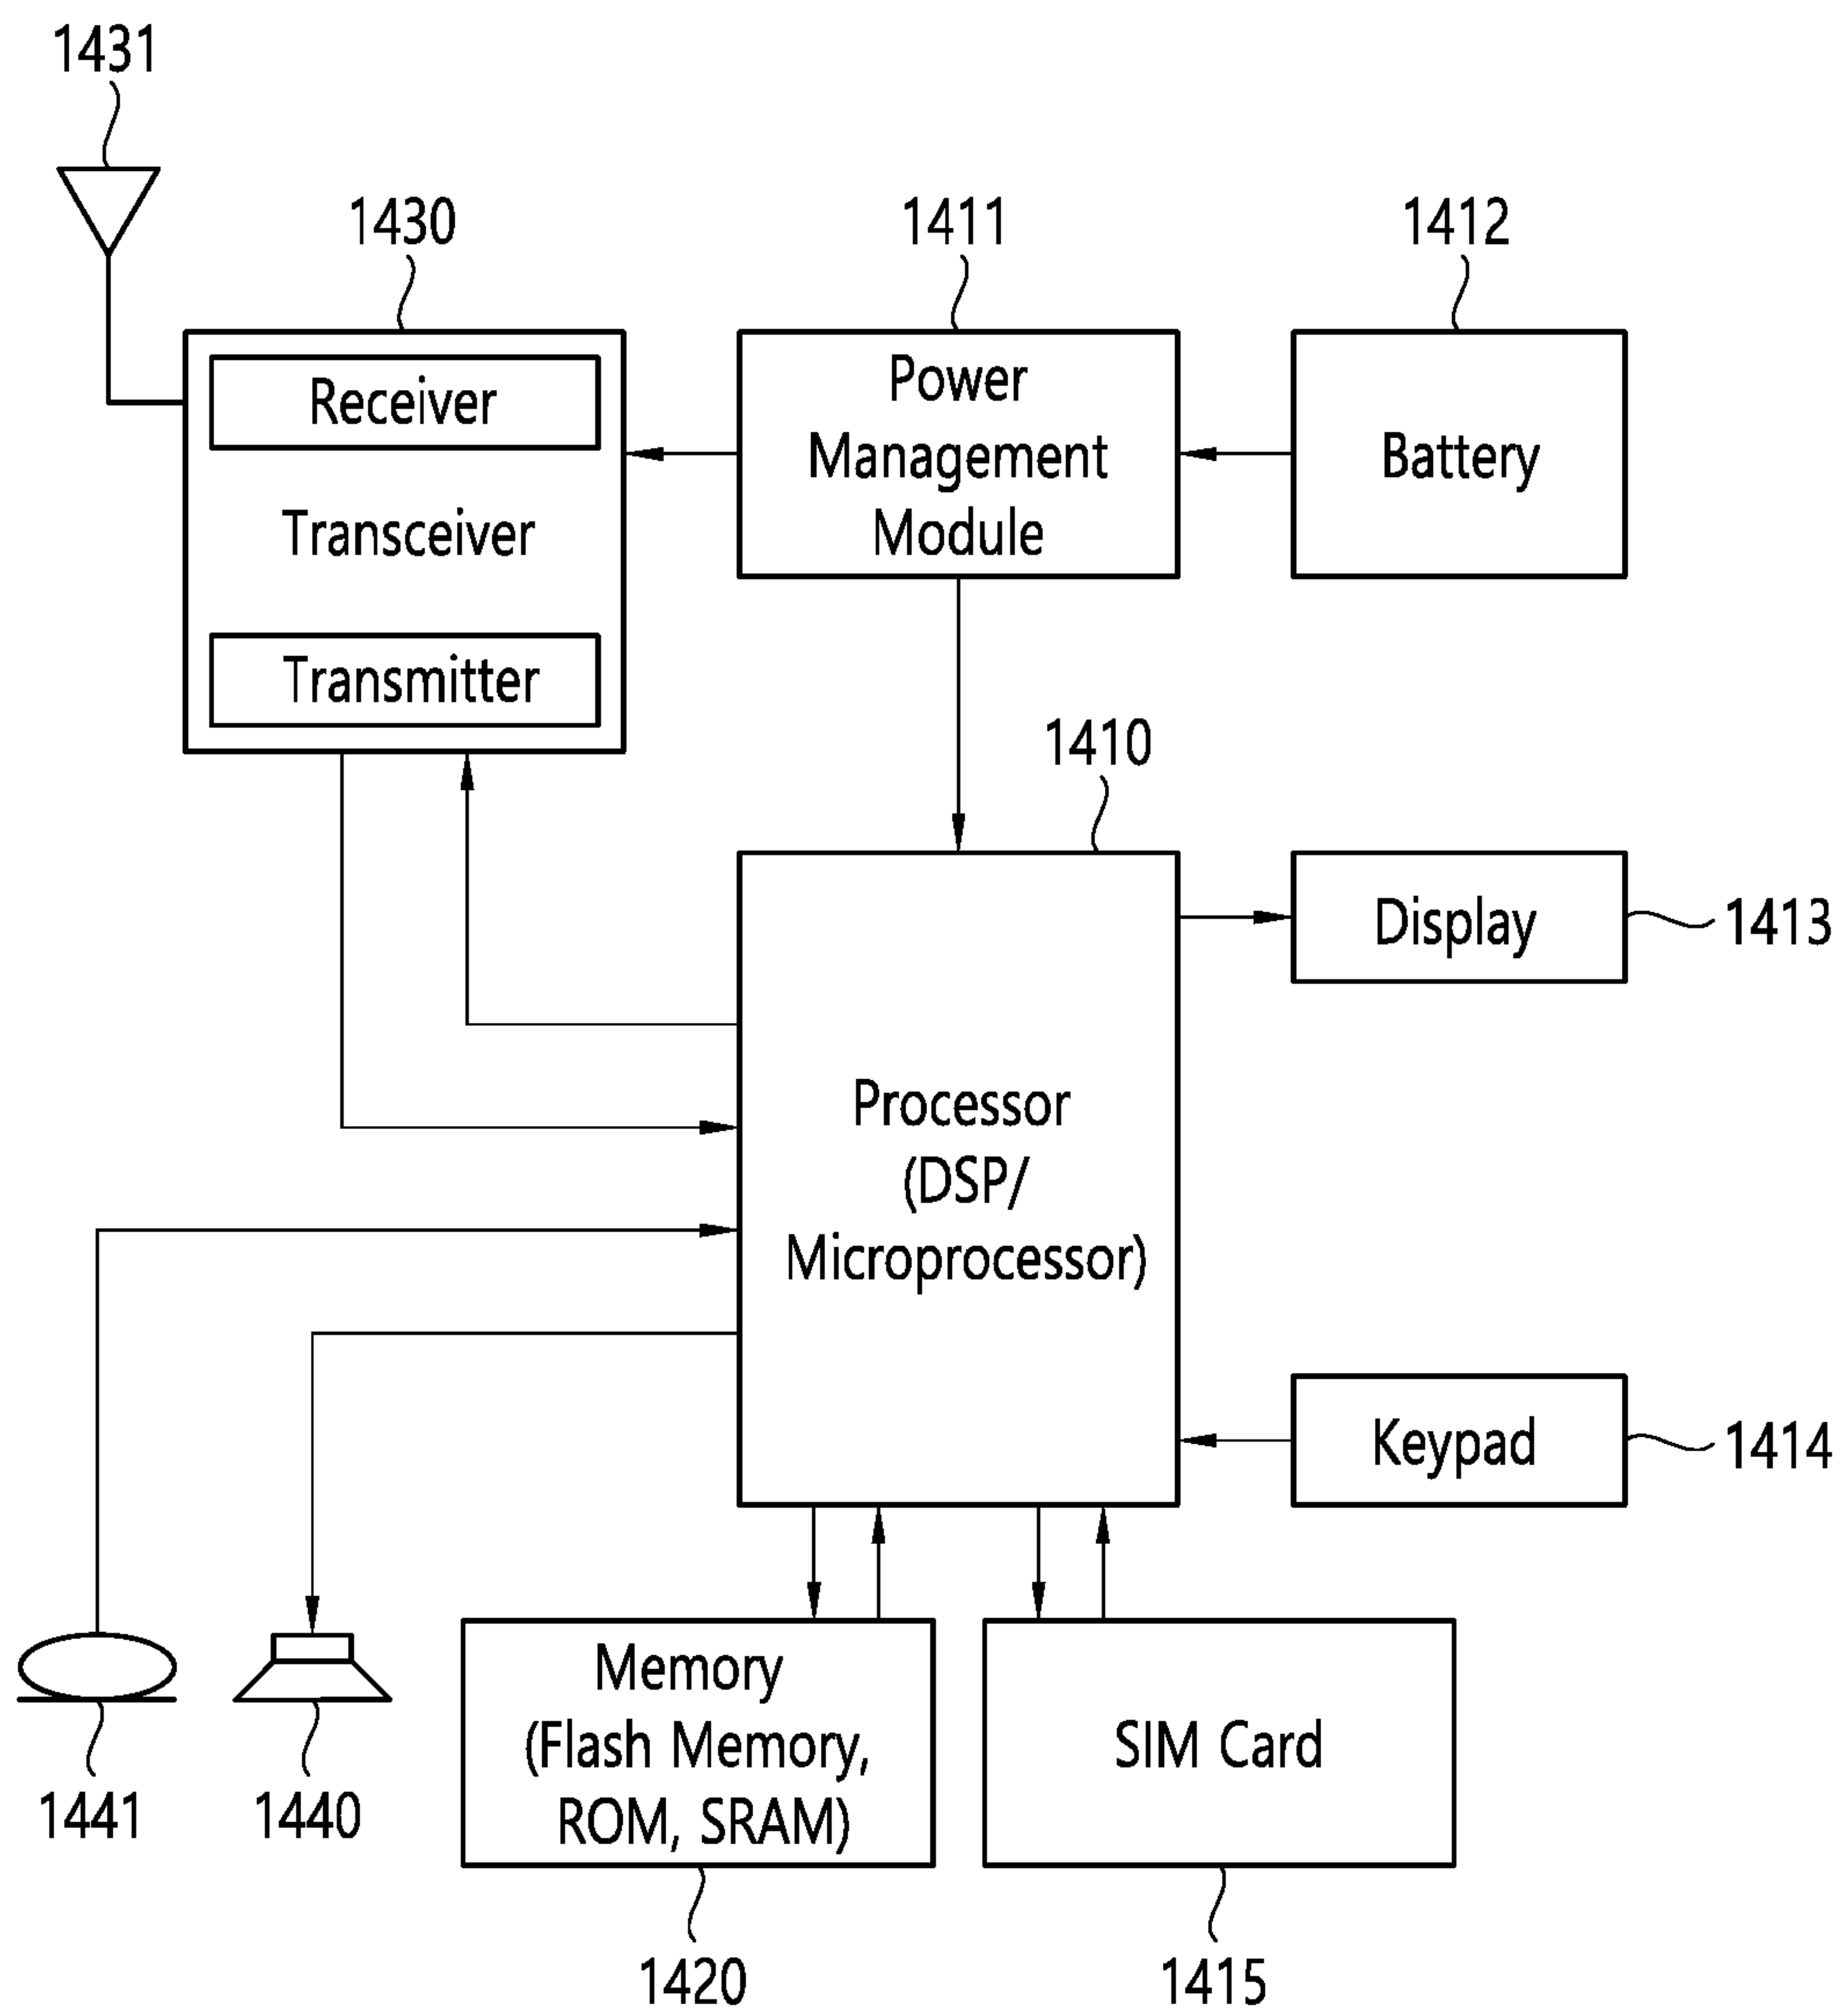 1431
1430
1411
1412
Receiver
Transceiver
Transmitter
Power
Management
Module
Battery
1410
Processor
(DSP/
Microprocessor)
Display
1413
Keypad
1414
1441
1440
Memory
(Flash Memory,
ROM, SRAM)
SIM Card
1420
1415